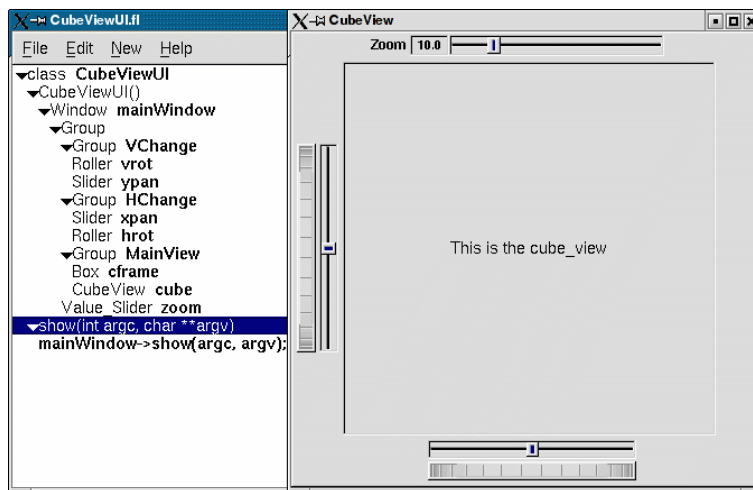 CubeViewUI.fl
File Edit New Help
class CubeViewUI
CubeViewUI()
Window mainWindow
Group
Group VChange
Roller vrot
Slider ypan
Group HChange
Slider xpan
Roller hrot
Group MainView
Box cframe
CubeView cube
Value_Slider zoom
show(int argc, char **argv)
mainWindow->show(argc, argv);
CubeView
Zoom 10.0
This is the cube_view